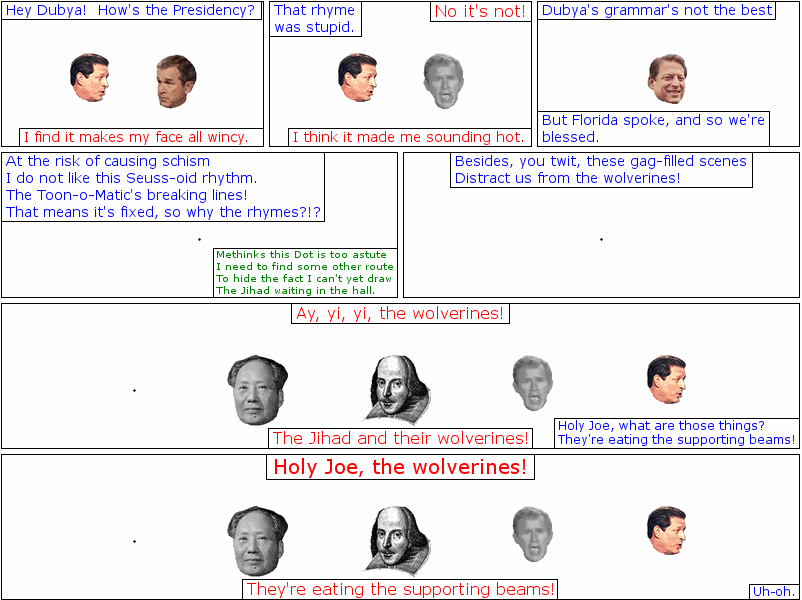 Hey Dubya!  How's the Presidency?
I find it makes my face all wincy.
That rhyme
was stupid.
No it's not!
I think it made me sounding hot.
Dubya's grammar's not the best
But Florida spoke, and so we're
blessed.
At the risk of causing schism
I do not like this Seuss-oid rhythm.
The Toon-o-Matic's breaking lines!
That means it's fixed, so why the rhymes?!?
Methinks this Dot is too astute
I need to find some other route
To hide the fact I can't yet draw
The Jihad waiting in the hall.
Besides, you twit, these gag-filled scenes
Distract us from the wolverines!
Ay, yi, yi, the wolverines!
The Jihad and their wolverines!
Holy Joe, what are those things?
They're eating the supporting beams!
Holy Joe, the wolverines!
They're eating the supporting beams!
Uh-oh.